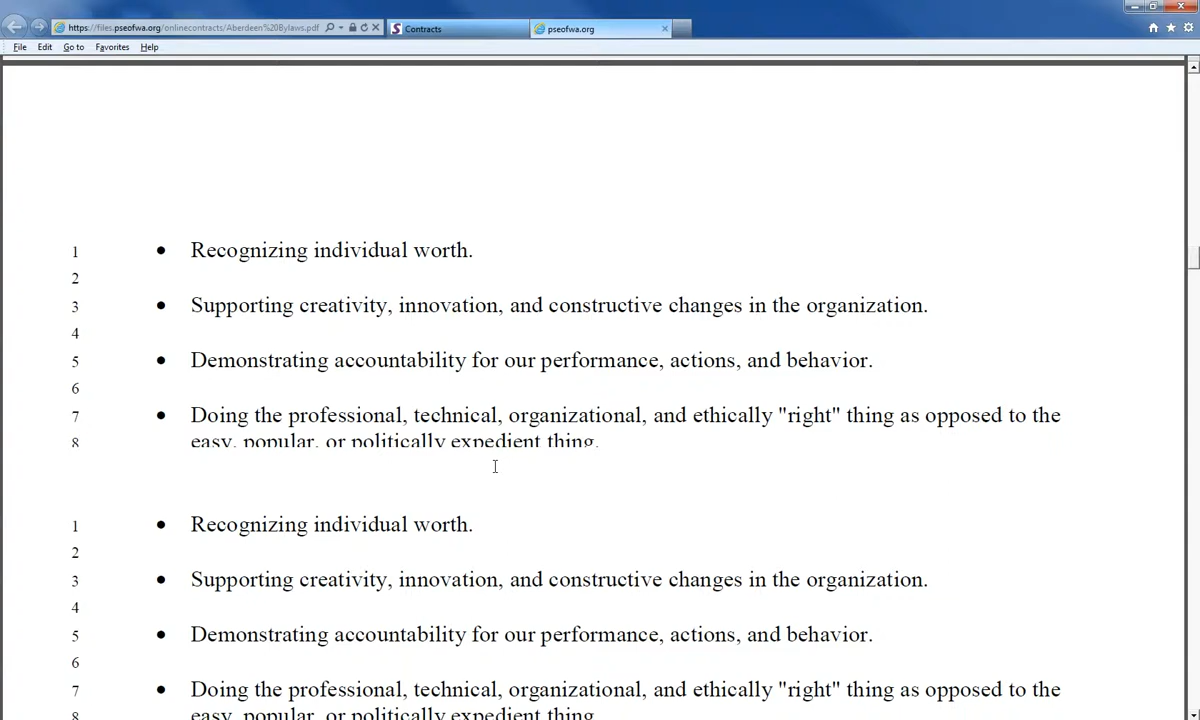 https://files.pseofwa.org/onlinecontracts/Aberdeen%20Bylaws.pdf
Contracts
pseofwa.org
File Edit Go to Favorites Help
1 • Recognizing individual worth.
2
3 • Supporting creativity, innovation, and constructive changes in the organization.
4
5 • Demonstrating accountability for our performance, actions, and behavior.
6
7 • Doing the professional, technical, organizational, and ethically "right" thing as opposed to the
8 easy, popular, or politically expedient thing.
1 • Recognizing individual worth.
2
3 • Supporting creativity, innovation, and constructive changes in the organization.
4
5 • Demonstrating accountability for our performance, actions, and behavior.
6
7 • Doing the professional, technical, organizational, and ethically "right" thing as opposed to the
8 easy, popular, or politically expedient thing.